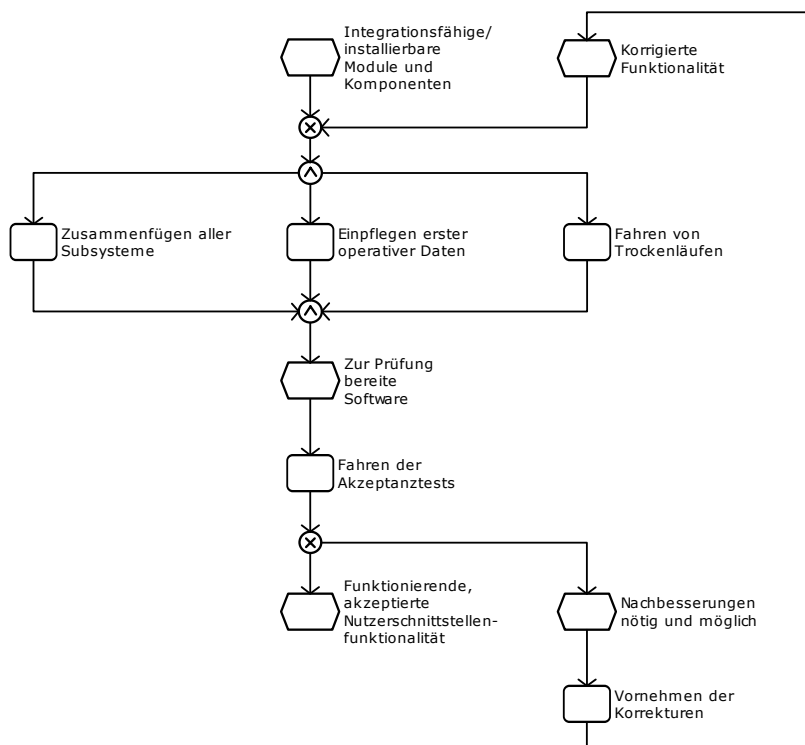 Integrationsfähige/
installierbare
Module und
Komponenten
Korrigierte
Funktionalität
Zusammenfügen aller
Subsysteme
Einpflegen erster
operativer Daten
Fahren von
Trockenläufen
Zur Prüfung
bereite
Software
Fahren der
Akzeptanztests
Funktionierende,
akzeptierte
Nutzerschnittstellen-
funktionalität
Nachbesserungen
nötig und möglich
Vornehmen der
Korrekturen